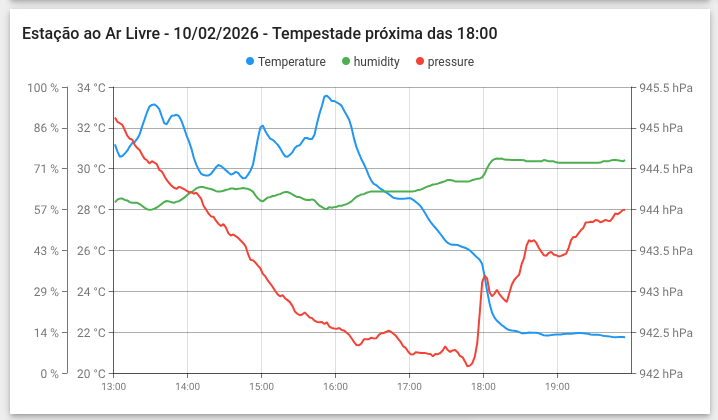 Estação ao Ar Livre - 10/02/2026 - Tempestade próxima das 18:00
Temperature humidity pressure
100 % 34 °C 945.5 hPa
86 % 32 °C 945 hPa
71 % 30 °C 944.5 hPa
57 % 28 °C 944 hPa
43 % 26 °C 943.5 hPa
29 % 24 °C 943 hPa
14 % 22 °C 942.5 hPa
0 % 20 °C 942 hPa
13:00 14:00 15:00 16:00 17:00 18:00 19:00